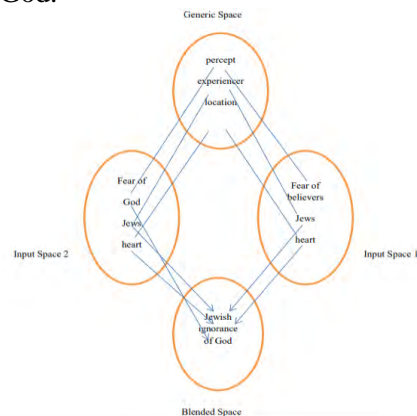 God.
Generic Space
percept
experiencer
location
Fear of
God
Jews
heart
Fear of
believers
Jews
heart
Input Space 2
Input Space 1
Jewish
ignorance
of God
Blended Space